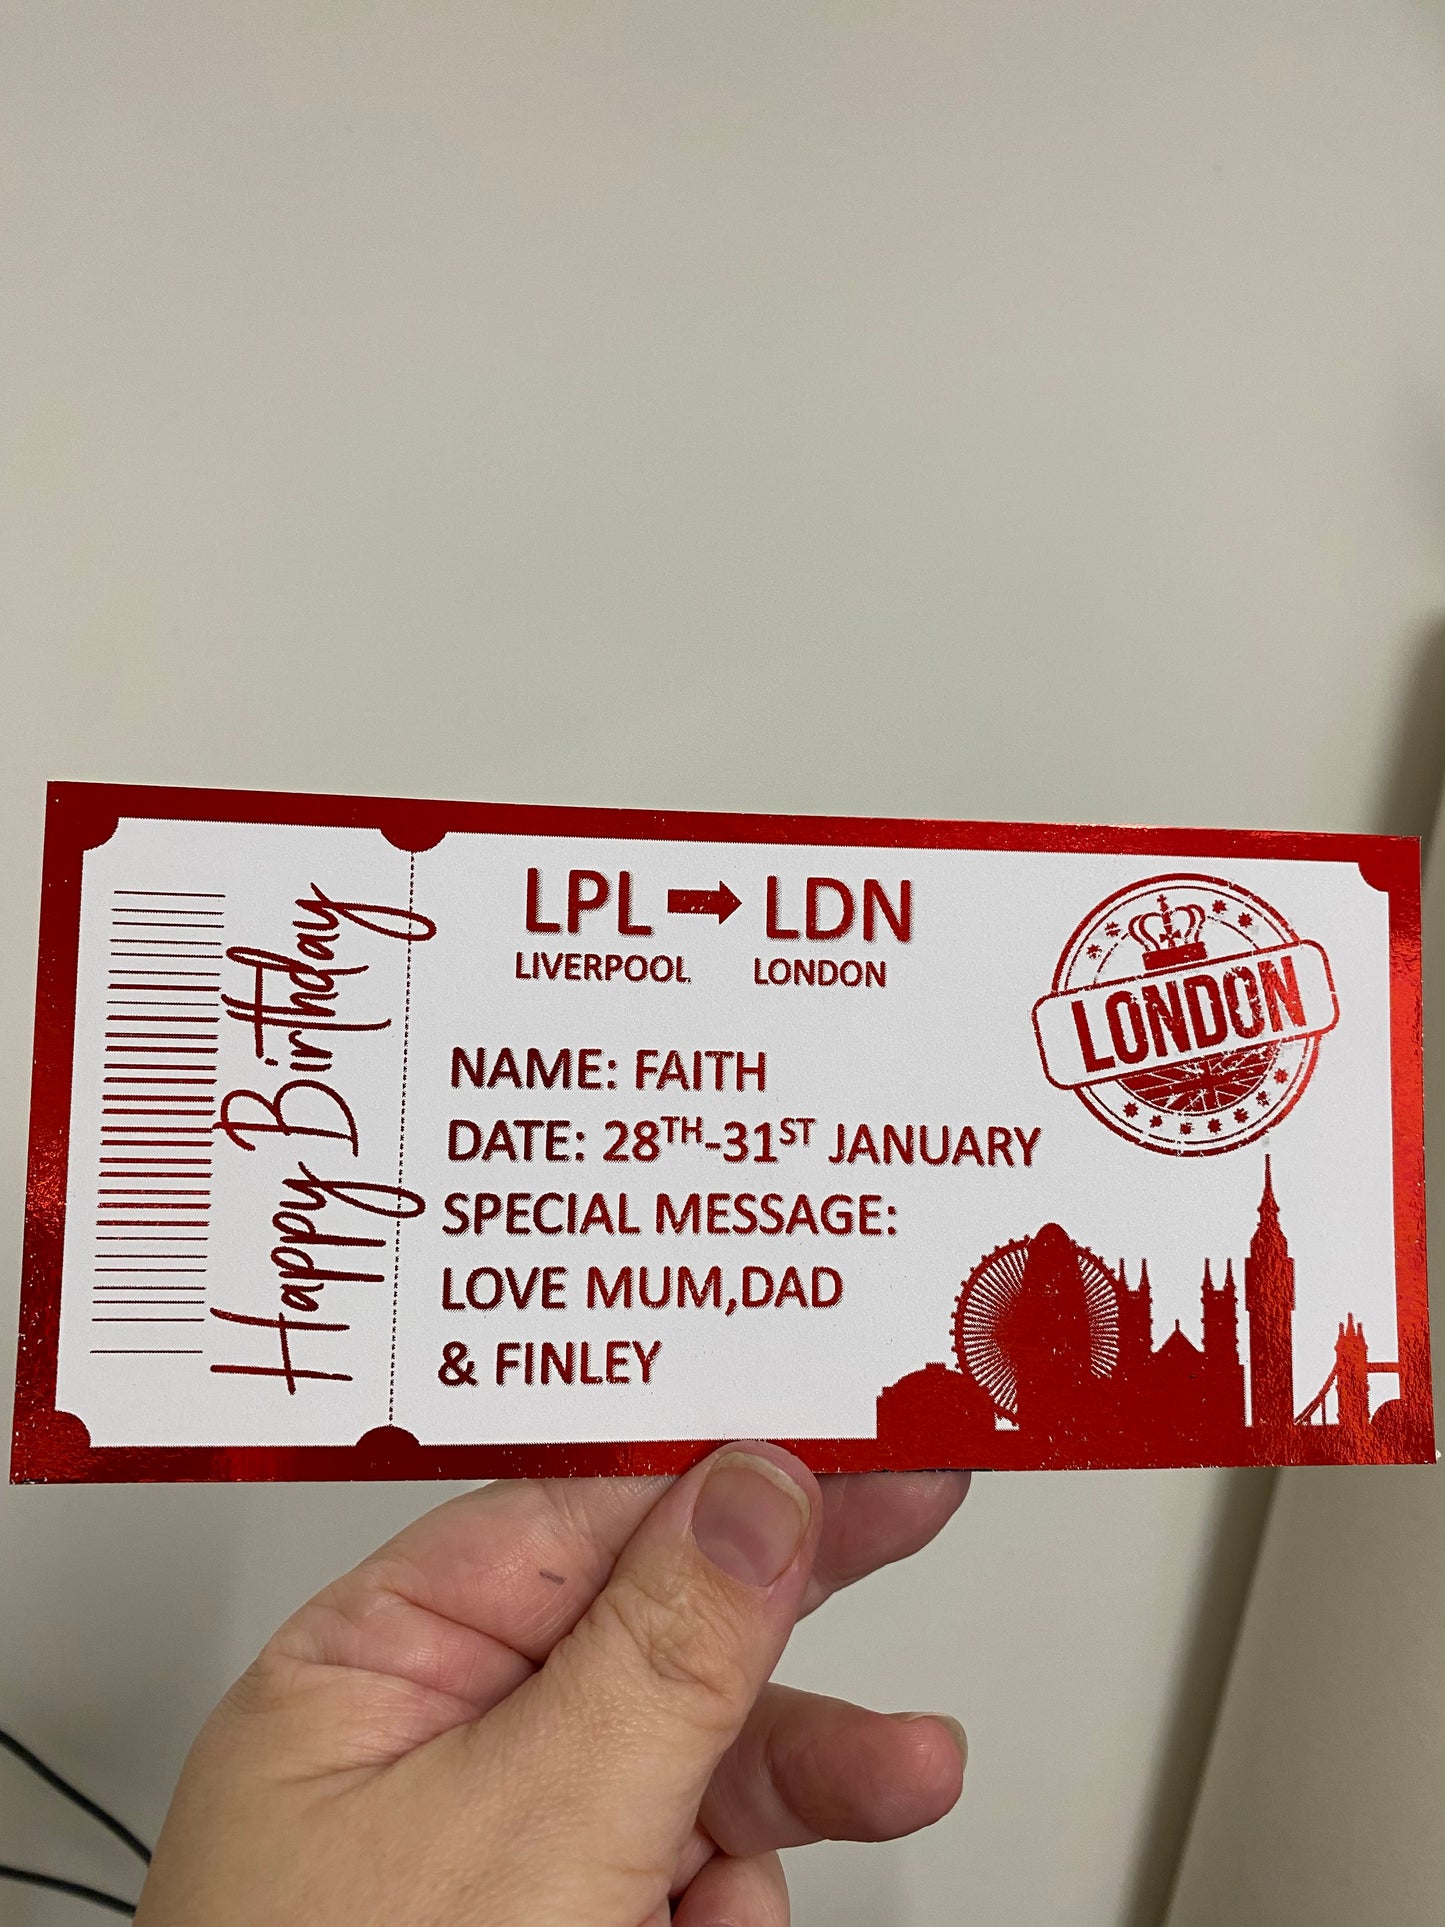 Happy Birthday
LPL LDN
LIVERPOOL LONDON
NAME: FAITH
DATE: 28TH-31ST JANUARY
SPECIAL MESSAGE:
LOVE MUM,DAD
& FINLEY
LONDON